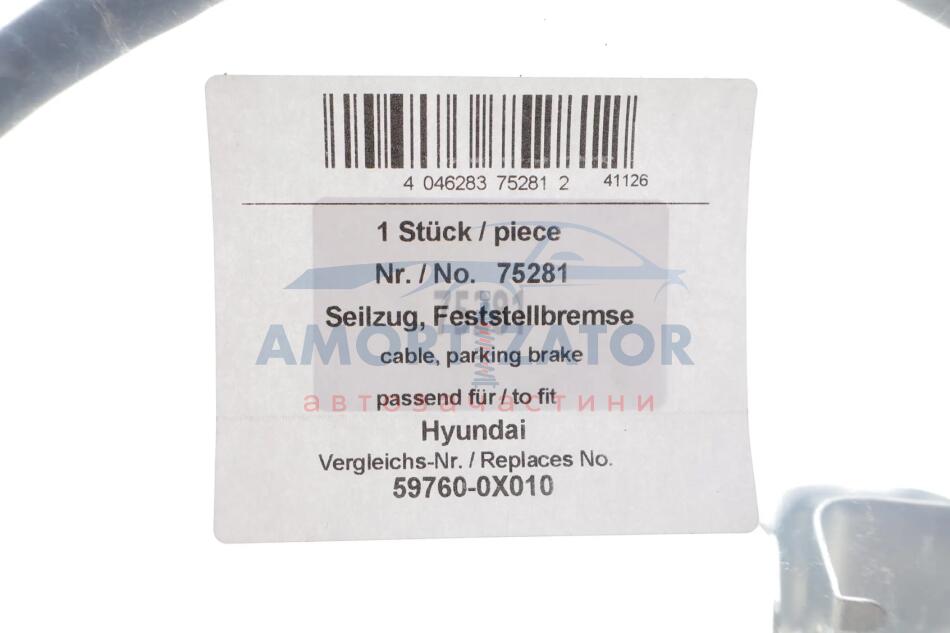 4 046283 75281 2 41126
1 Stück / piece
Nr. / No. 75281
Seilzug, Feststellbremse
AMORTIZATOR
cable, parking brake
passend für / to fit
автозапчастини
Hyundai
Vergleichs-Nr. / Replaces No.
59760-0X010